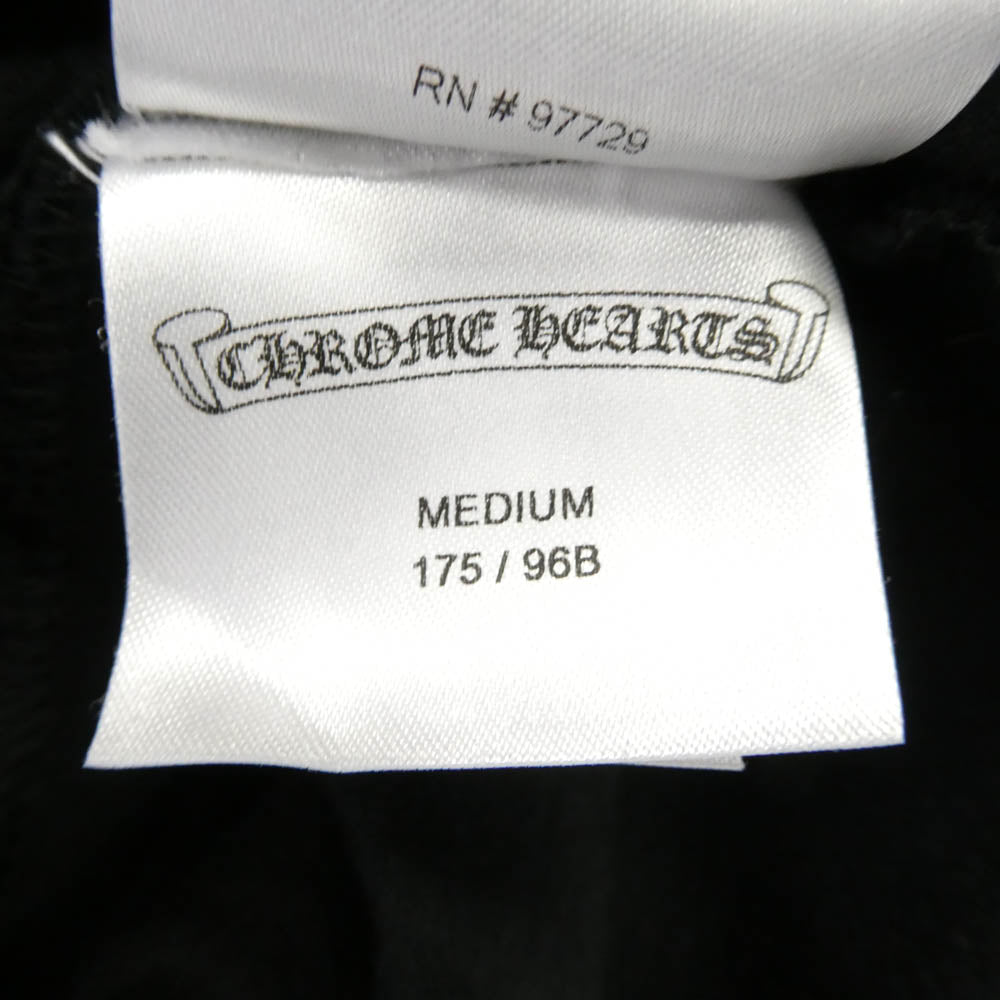 RN # 97729
CHROME HEARTS
MEDIUM
175 / 96B